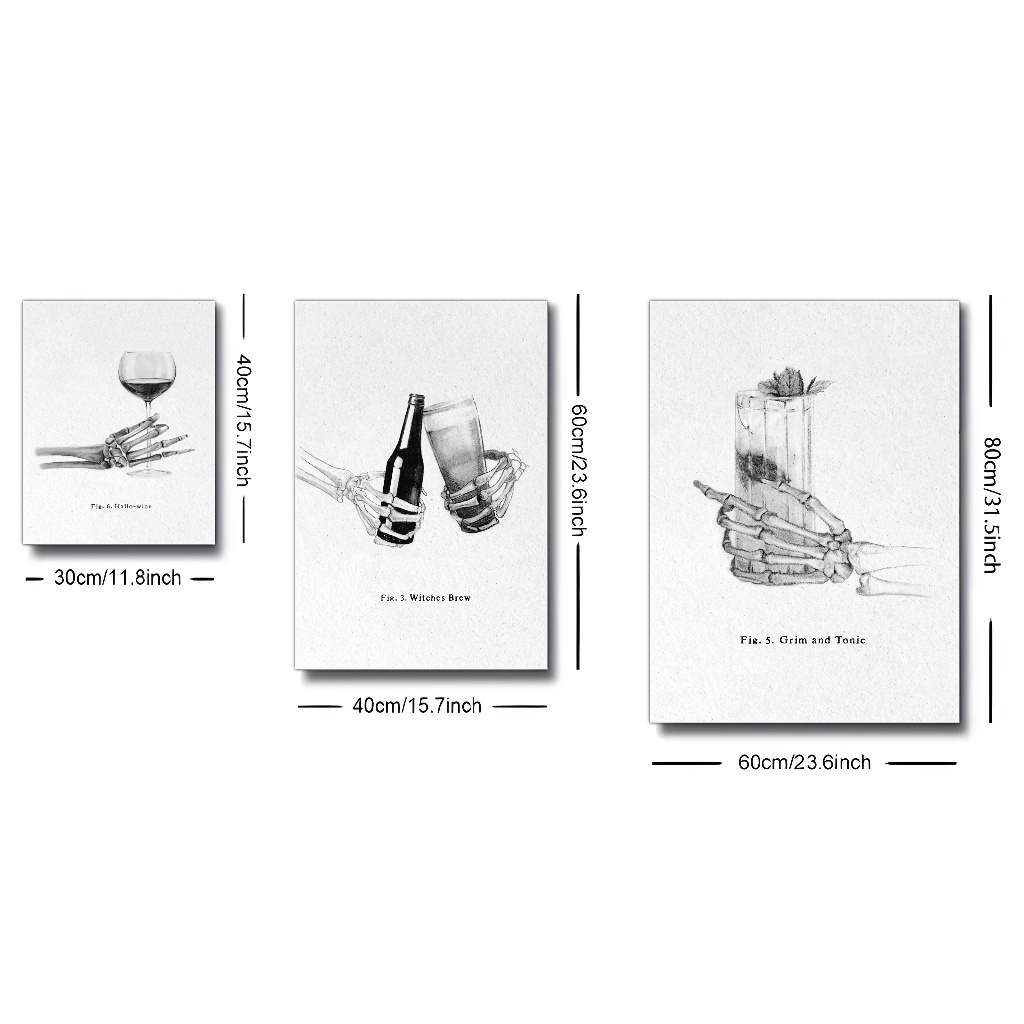 Fig. 6. Hallo-wine
40cm/15.7inch
30cm/11.8inch
Fig. 3. Witches Brew
60cm/23.6inch
40cm/15.7inch
Fig. 5. Grim and Tonic
80cm/31.5inch
60cm/23.6inch